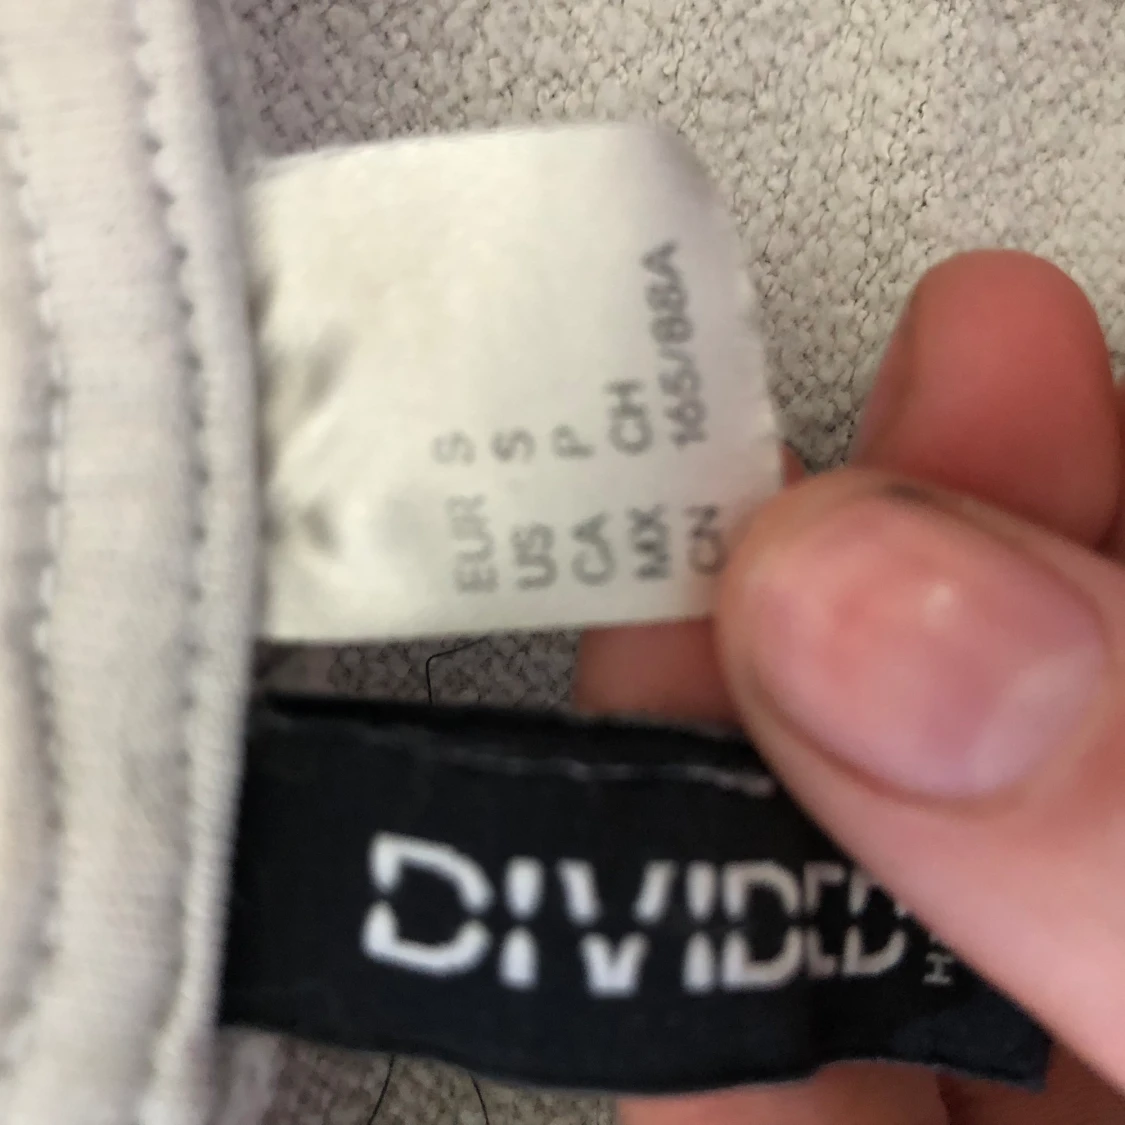 EUR S
US S
CA P
MX CH
CN 165/88A
DIVIDED
H